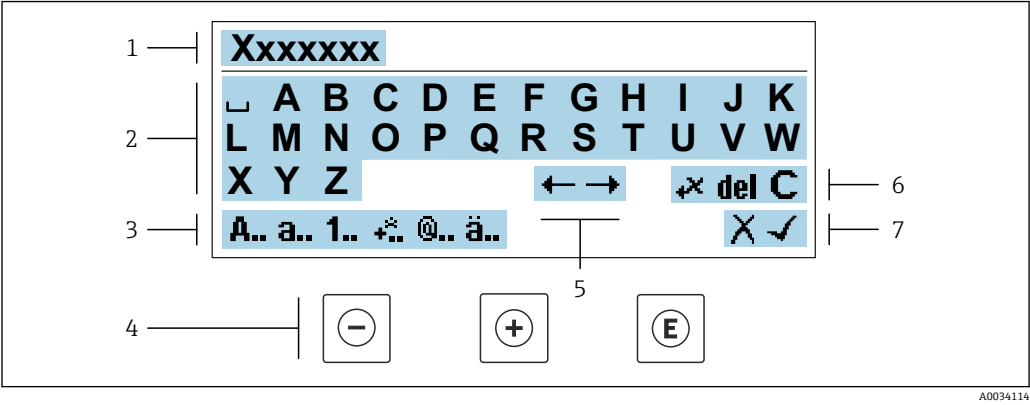 1 Xxxxxxx
␣ A B C D E F G H I J K
2 L M N O P Q R S T U V W
X Y Z ← → del C 6
3 A.. a.. 1.. @.. ä.. X ✓ 7
5
4 - + E
A0034114